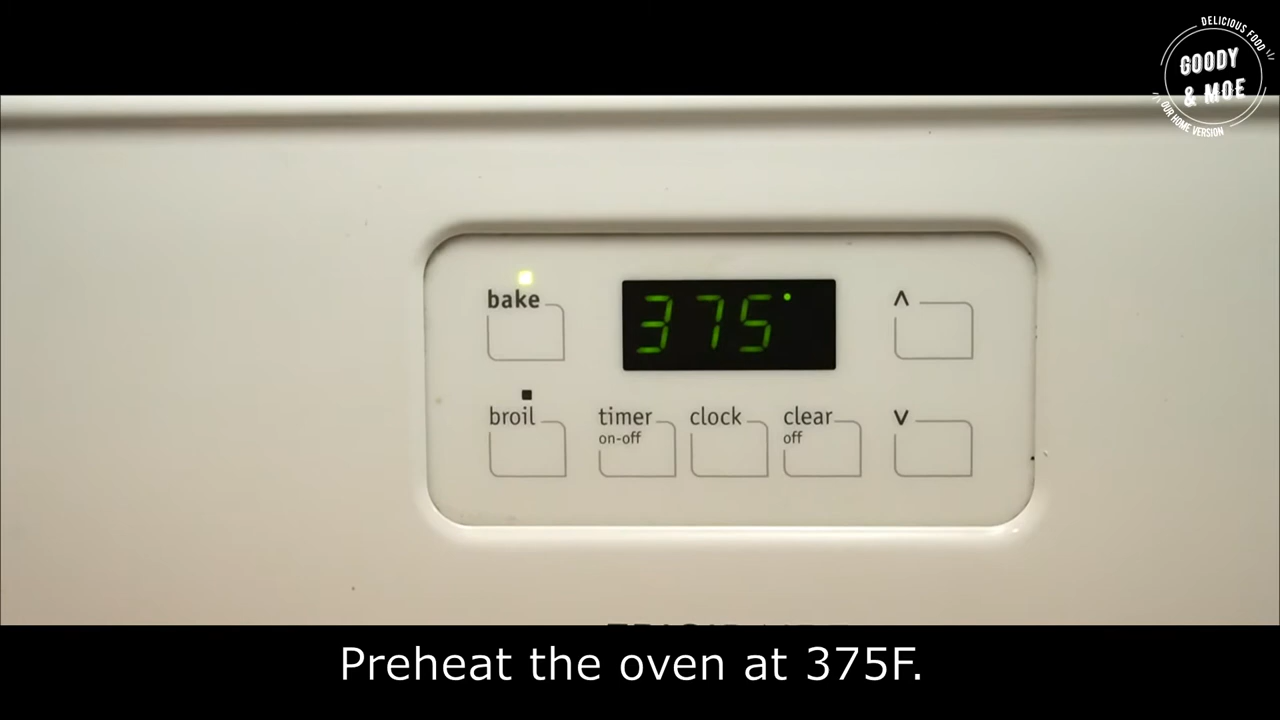 DELICIOUS FOOD
GOODY
& MOE
OUR HOME VERSION
bake
375°
^
broil
timer
on-off
clock
clear
off
v
Preheat the oven at 375F.